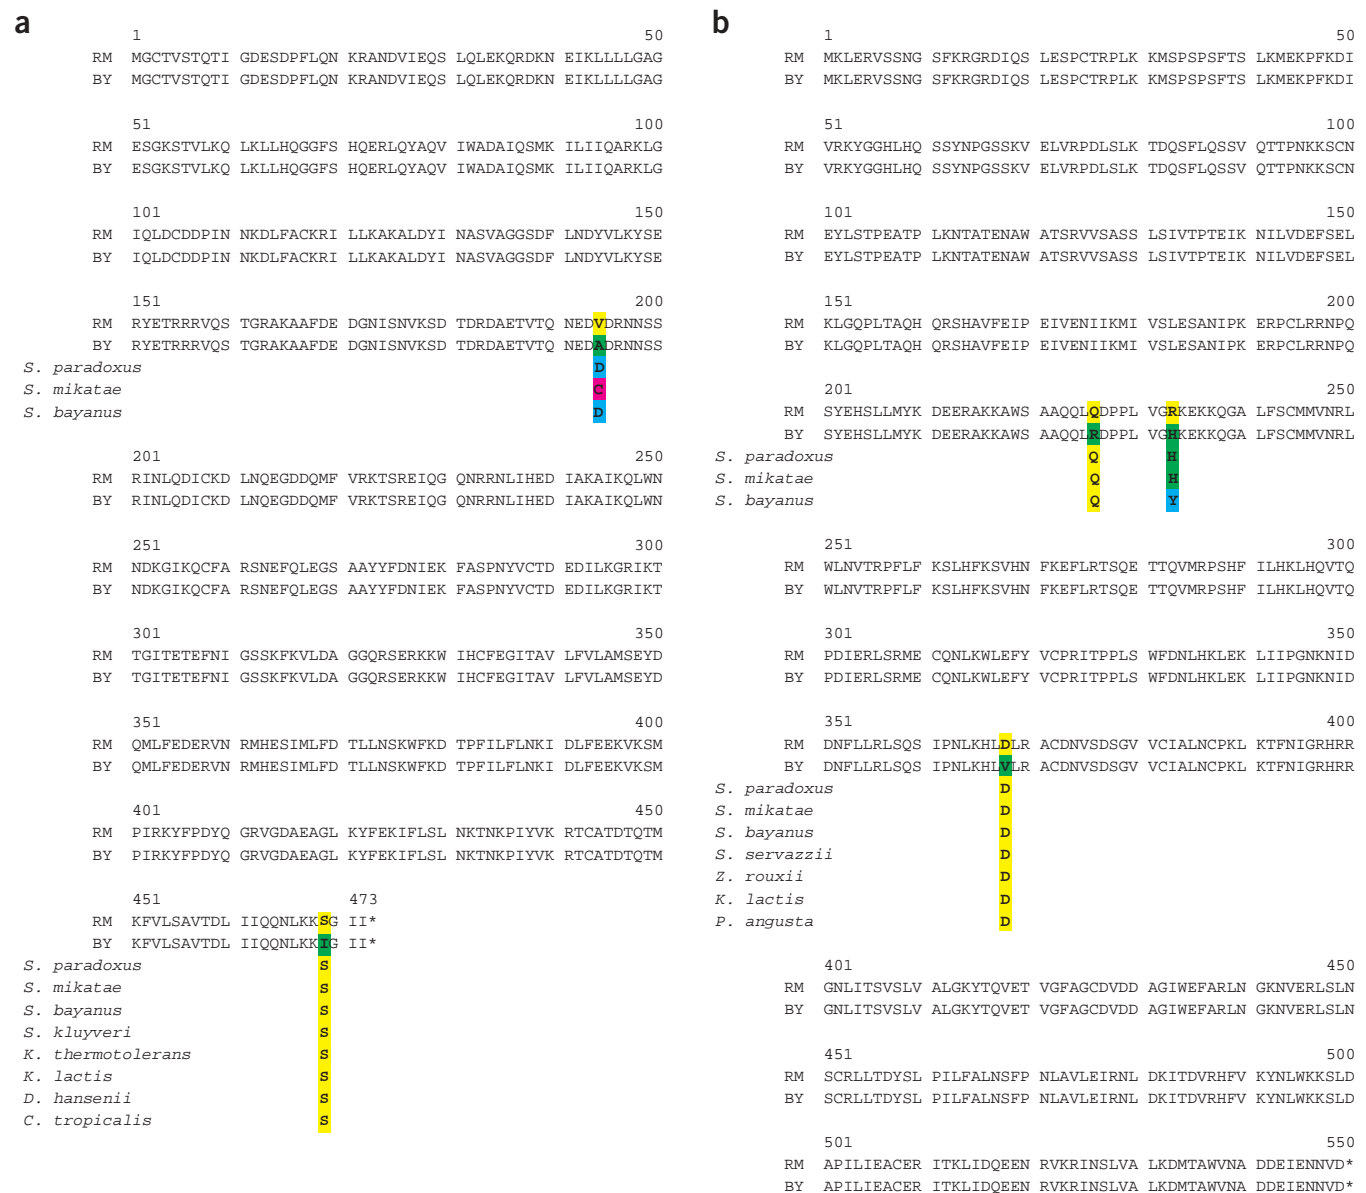 a
1 50
RM MGCTVSTQTI GDESDPFLQN KRANDVIEQS LQLEKQRDKN EIKLLLLGAG
BY MGCTVSTQTI GDESDPFLQN KRANDVIEQS LQLEKQRDKN EIKLLLLGAG
51 100
RM ESGKSTVLKQ LKLLHQGGFS HQERLQYAQV IWADAIQSMK ILIIQARKLG
BY ESGKSTVLKQ LKLLHQGGFS HQERLQYAQV IWADAIQSMK ILIIQARKLG
101 150
RM IQLDCDDPIN NKDLFACKRI LLKAKALDYI NASVAGGSDF LNDYVLKYSE
BY IQLDCDDPIN NKDLFACKRI LLKAKALDYI NASVAGGSDF LNDYVLKYSE
151 200
RM RYETRRRVQS TGRAKAAFDE DGNISNVKSD TDRDAETVTQ NEDVDRNNSS
BY RYETRRRVQS TGRAKAAFDE DGNISNVKSD TDRDAETVTQ NEDADRNNSS
S. paradoxus D
S. mikatae C
S. bayanus D
201 250
RM RINLQDICKD LNQEGDDQMF VRKTSREIQG QNRRNLIHED IAKAIKQLWN
BY RINLQDICKD LNQEGDDQMF VRKTSREIQG QNRRNLIHED IAKAIKQLWN
251 300
RM NDKGIKQCFA RSNEFQLEGS AAYYFDNIEK FASPNYVCTD EDILKGRIKT
BY NDKGIKQCFA RSNEFQLEGS AAYYFDNIEK FASPNYVCTD EDILKGRIKT
301 350
RM TGITETEFNI GSSKFKVLDA GGQRSERKKW IHCFEGITAV LFVLAMSEYD
BY TGITETEFNI GSSKFKVLDA GGQRSERKKW IHCFEGITAV LFVLAMSEYD
351 400
RM QMLFEDERVN RMHESIMLFD TLLNSKWFKD TPFILFLNKI DLFEEKVKSM
BY QMLFEDERVN RMHESIMLFD TLLNSKWFKD TPFILFLNKI DLFEEKVKSM
401 450
RM PIRKYFPDYQ GRVGDAEAGL KYFEKIFLSL NKTNKPIYVK RTCATDTQTM
BY PIRKYFPDYQ GRVGDAEAGL KYFEKIFLSL NKTNKPIYVK RTCATDTQTM
451 473
RM KFVLSAVTDL IIQQNLKKSG II*
BY KFVLSAVTDL IIQQNLKKIG II*
S. paradoxus S
S. mikatae S
S. bayanus S
S. kluyveri S
K. thermotolerans S
K. lactis S
D. hansenii S
C. tropicalis S
b
1 50
RM MKLERVSSNG SFKRGRDIQS LESPCTRPLK KMSPSPSFTS LKMEKPFKDI
BY MKLERVSSNG SFKRGRDIQS LESPCTRPLK KMSPSPSFTS LKMEKPFKDI
51 100
RM VRKYGGHLHQ SSYNPGSSKV ELVRPDLSLK TDQSFLQSSV QTTPNKKSCN
BY VRKYGGHLHQ SSYNPGSSKV ELVRPDLSLK TDQSFLQSSV QTTPNKKSCN
101 150
RM EYLSTPEATP LKNTATENAW ATSRVVSASS LSIVTPTEIK NILVDEFSEL
BY EYLSTPEATP LKNTATENAW ATSRVVSASS LSIVTPTEIK NILVDEFSEL
151 200
RM KLGQPLTAQH QRSHAVFEIP EIVENIIKMI VSLESANIPK ERPCLRRNPQ
BY KLGQPLTAQH QRSHAVFEIP EIVENIIKMI VSLESANIPK ERPCLRRNPQ
201 250
RM SYEHSLLMYK DEERAKKAWS AAQQLQDPPL VGRKEKKQGA LFSCMMVNRL
BY SYEHSLLMYK DEERAKKAWS AAQQLRDPPL VGHKEKKQGA LFSCMMVNRL
S. paradoxus Q H
S. mikatae Q H
S. bayanus Q Y
251 300
RM WLNVTRPFLF KSLHFKSVHN FKEFLRTSQE TTQVMRPSHF ILHKLHQVTQ
BY WLNVTRPFLF KSLHFKSVHN FKEFLRTSQE TTQVMRPSHF ILHKLHQVTQ
301 350
RM PDIERLSRME CQNLKWLEFY VCPRITPPLS WFDNLHKLEK LIIPGNKNID
BY PDIERLSRME CQNLKWLEFY VCPRITPPLS WFDNLHKLEK LIIPGNKNID
351 400
RM DNFLLRLSQS IPNLKHLDLR ACDNVSDSGV VCIALNCPKL KTFNIGRHRR
BY DNFLLRLSQS IPNLKHLVLR ACDNVSDSGV VCIALNCPKL KTFNIGRHRR
S. paradoxus D
S. mikatae D
S. bayanus D
S. servazzii D
Z. rouxii D
K. lactis D
P. angusta D
401 450
RM GNLITSVSLV ALGKYTQVET VGFAGCDVDD AGIWEFARLN GKNVERLSLN
BY GNLITSVSLV ALGKYTQVET VGFAGCDVDD AGIWEFARLN GKNVERLSLN
451 500
RM SCRLLTDYSL PILFALNSFP NLAVLEIRNL DKITDVRHFV KYNLWKKSLD
BY SCRLLTDYSL PILFALNSFP NLAVLEIRNL DKITDVRHFV KYNLWKKSLD
501 550
RM APILIEACER ITKLIDQEEN RVKRINSLVA LKDMTAWVNA DDEIENNVD*
BY APILIEACER ITKLIDQEEN RVKRINSLVA LKDMTAWVNA DDEIENNVD*